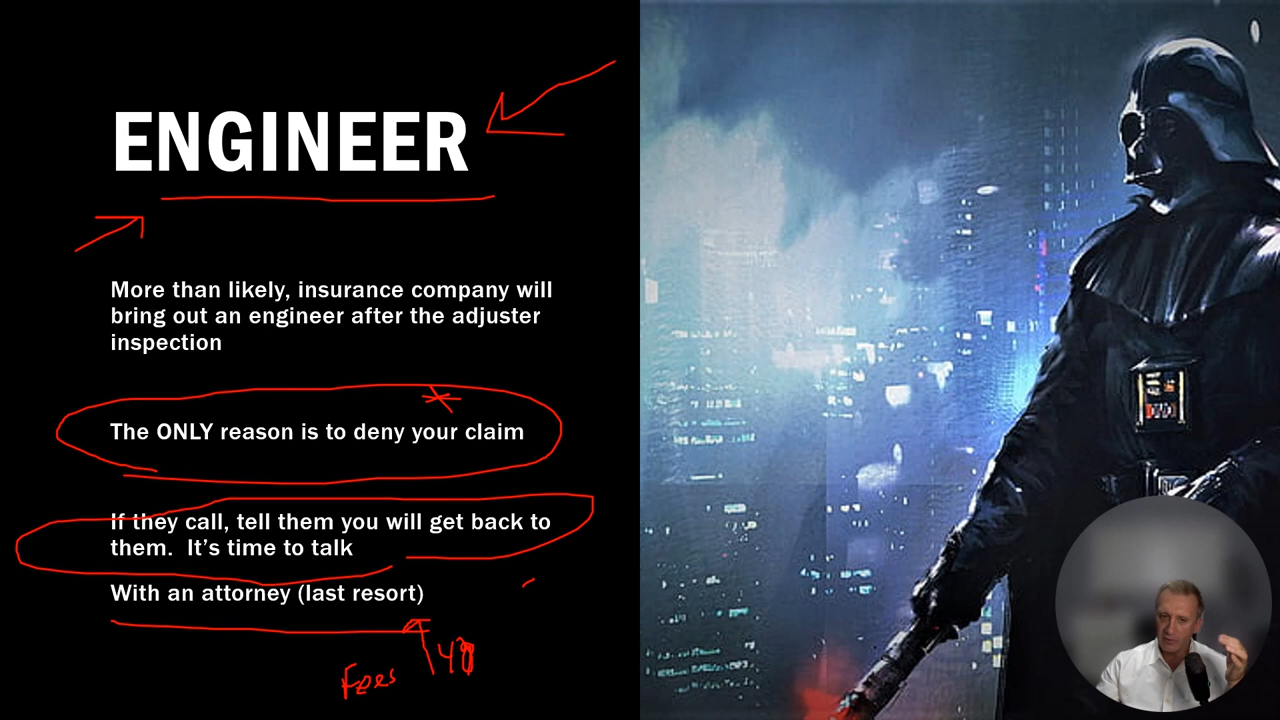 ENGINEER
More than likely, insurance company will
bring out an engineer after the adjuster
inspection
The ONLY reason is to deny your claim
If they call, tell them you will get back to
them.  It’s time to talk
With an attorney (last resort)
Fees